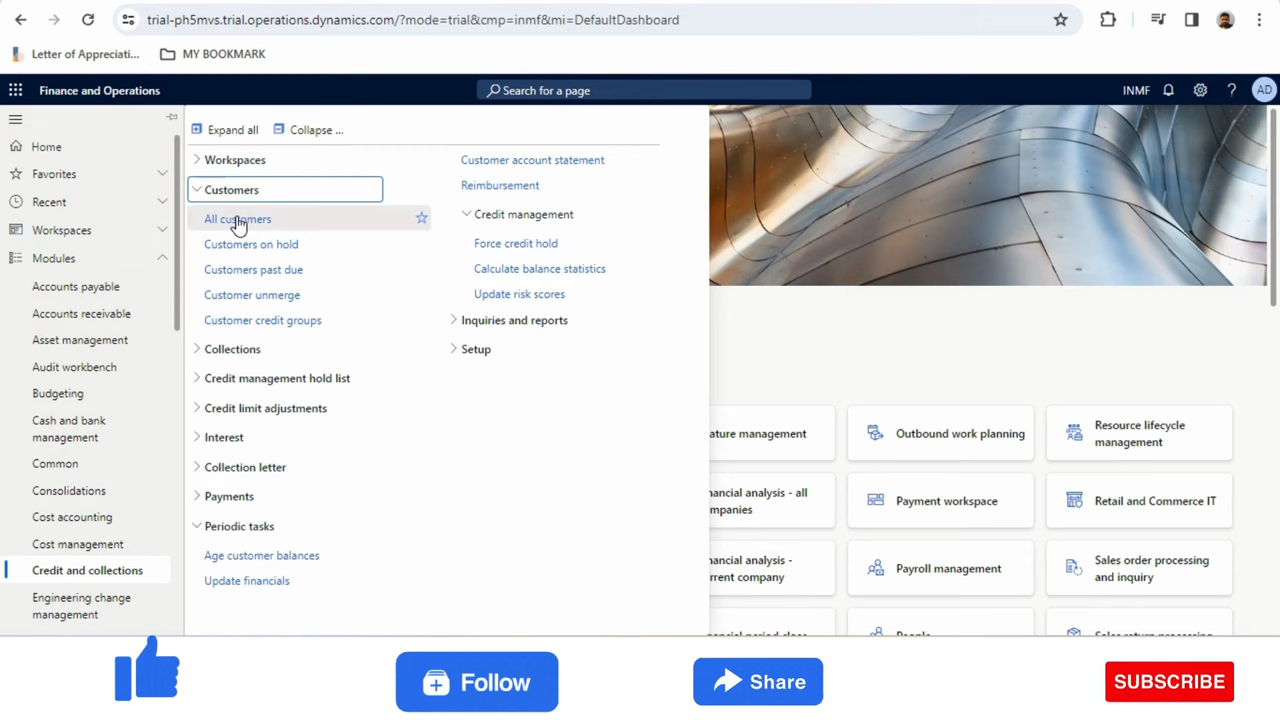 trial-ph5mvs.trial.operations.dynamics.com/?mode=trial&cmp=inmf&mi=DefaultDashboard
Letter of Appreciati...
MY BOOKMARK
Finance and Operations
Search for a page
INMF
?
AD
Home
Favorites
Recent
Workspaces
Modules
Accounts payable
Accounts receivable
Asset management
Audit workbench
Budgeting
Cash and bank
management
Common
Consolidations
Cost accounting
Cost management
Credit and collections
Engineering change
management
Expand all
Collapse ...
Workspaces
Customers
All customers
Customers on hold
Customers past due
Customer unmerge
Customer credit groups
Collections
Credit management hold list
Credit limit adjustments
Interest
Collection letter
Payments
Periodic tasks
Age customer balances
Update financials
Customer account statement
Reimbursement
Credit management
Force credit hold
Calculate balance statistics
Update risk scores
Inquiries and reports
Setup
ature management
Outbound work planning
Resource lifecycle
management
nancial analysis - all
mpanies
Payment workspace
Retail and Commerce IT
nancial analysis -
rrent company
Payroll management
Sales order processing
and inquiry
Follow
Share
SUBSCRIBE